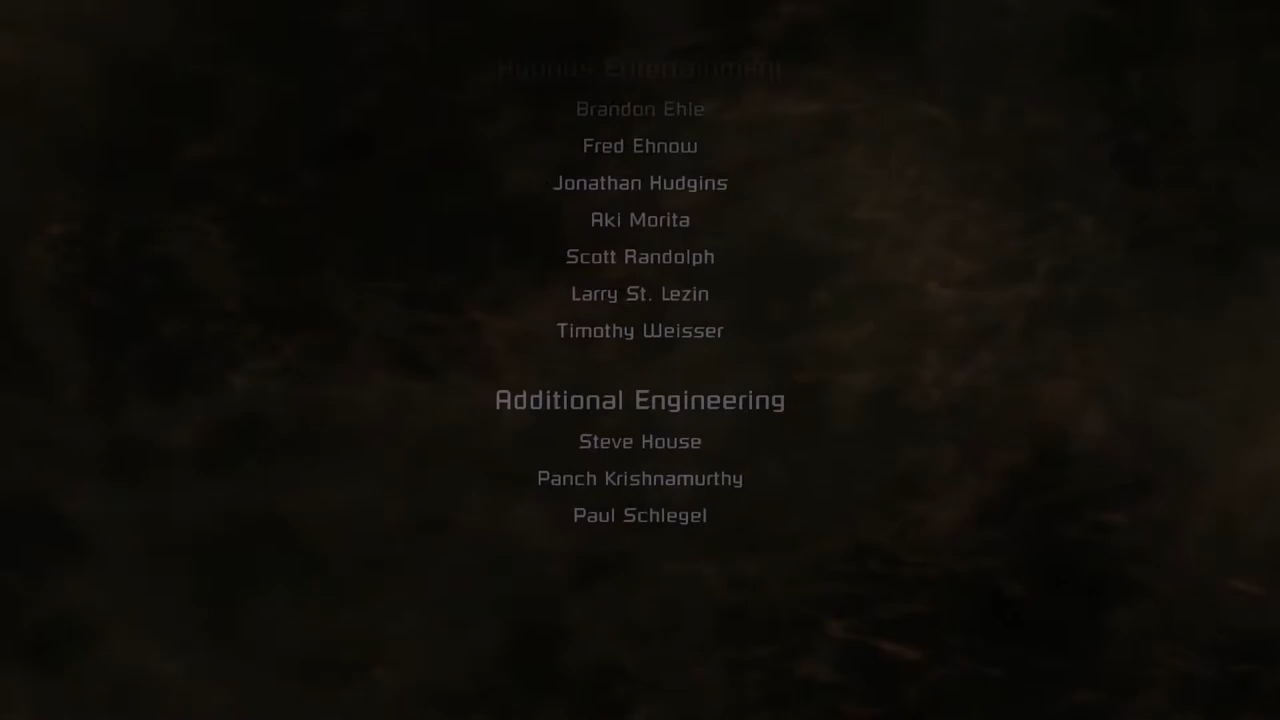 Entertainment
Brandon Ehle
Fred Ehnow
Jonathan Hudgins
Aki Morita
Scott Randolph
Larry St. Lezin
Timothy Weisser
Additional Engineering
Steve House
Panch Krishnamurthy
Paul Schlegel